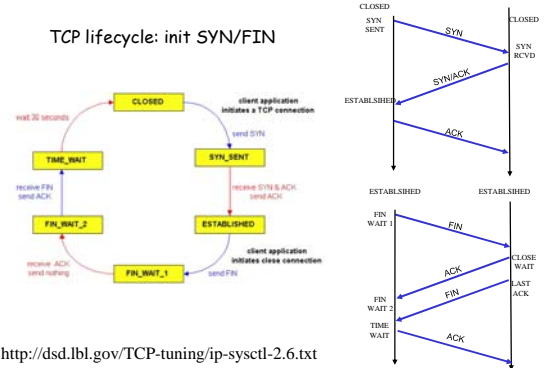 TCP lifecycle: init SYN/FIN
CLOSED
client application
initiates a TCP connection
wait 30 seconds
send SYN
TIME_WAIT
SYN_SENT
receive FIN
send ACK
receive SYN & ACK
send ACK
FIN_WAIT_2
ESTABLISHED
client application
initiates close connection
receive ACK
send nothing
FIN_WAIT_1
send FIN
http://dsd.lbl.gov/TCP-tuning/ip-sysctl-2.6.txt
CLOSED
CLOSED
SYN
SENT
SYN
SYN
RCVD
SYN/ACK
ESTABLSIHED
ACK
ESTABLSIHED
ESTABLSIHED
FIN
WAIT 1
FIN
CLOSE
WAIT
ACK
LAST
ACK
FIN
FIN
WAIT 2
TIME
WAIT
ACK